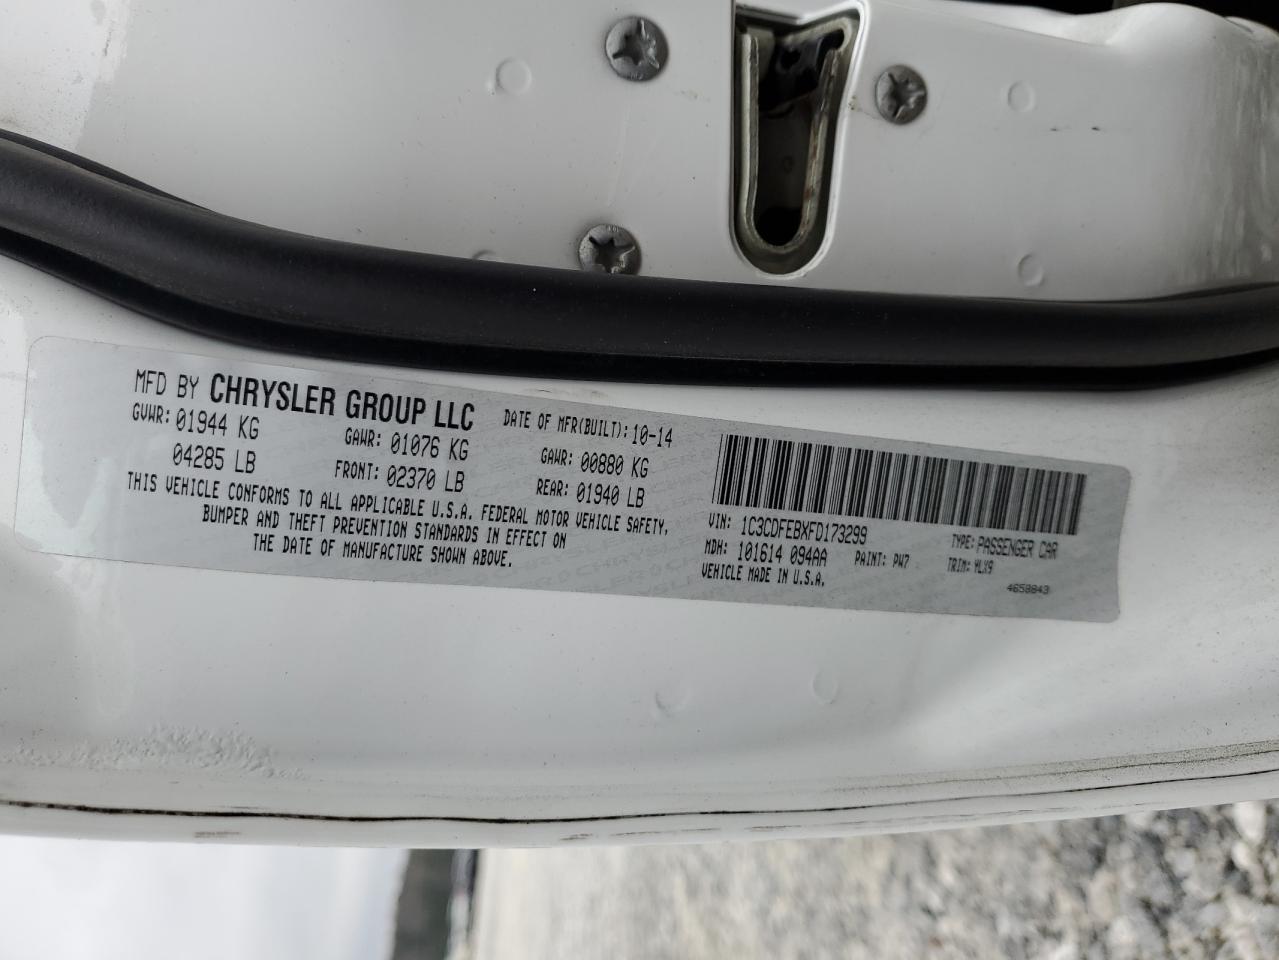 MFD BY CHRYSLER GROUP LLC DATE OF MFR(BUILT): 10-14
GVWR: 01944 KG GAWR: 01076 KG GAWR: 00880 KG
04285 LB FRONT: 02370 LB REAR: 01940 LB
THIS VEHICLE CONFORMS TO ALL APPLICABLE U.S.A. FEDERAL MOTOR VEHICLE SAFETY,
BUMPER AND THEFT PREVENTION STANDARDS IN EFFECT ON
THE DATE OF MANUFACTURE SHOWN ABOVE.
VIN: 1C3CDFEBXFD173299 TYPE: PASSENGER CAR
MDH: 101614 094AA PAINT: PW7 TRIM: YLX9
VEHICLE MADE IN U.S.A. 4658843